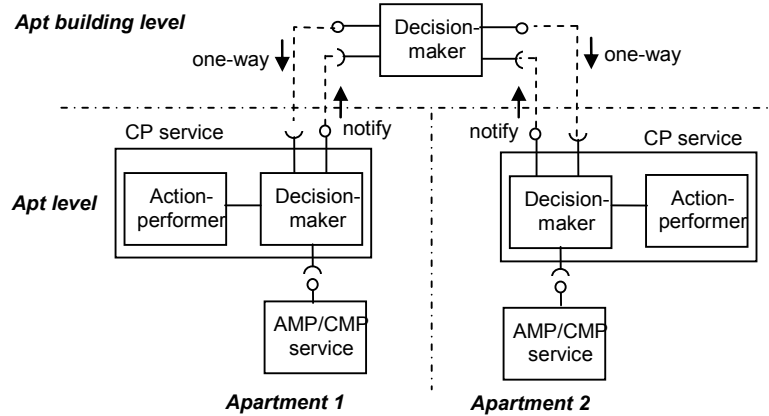 Apt building level
Decision-
maker
one-way
one-way
notify
notify
CP service
CP service
Apt level
Action-
performer
Decision-
maker
Decision-
maker
Action-
performer
AMP/CMP
service
AMP/CMP
service
Apartment 1
Apartment 2